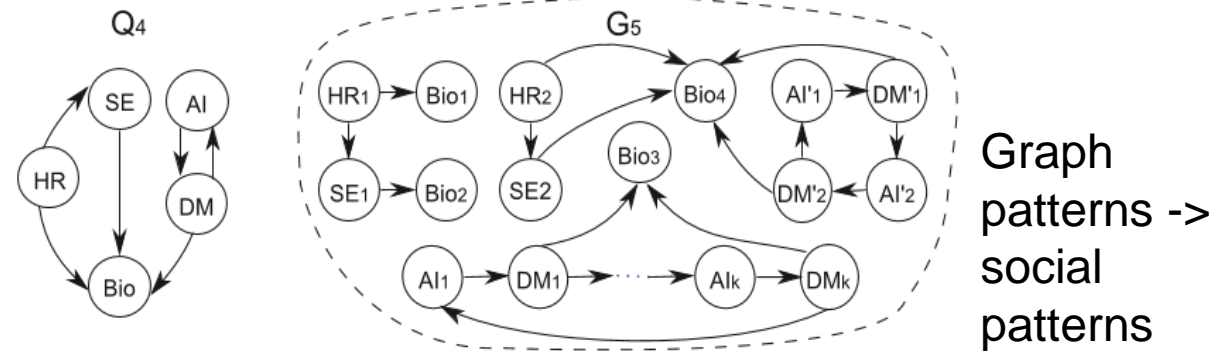 Q4
G5
SE
AI
HR
DM
Bio
HR1
Bio1
HR2
Bio4
AI'1
DM'1
Bio3
SE1
Bio2
SE2
DM'2
AI'2
AI1
DM1
.....
AIk
DMk
Graph
patterns ->
social
patterns